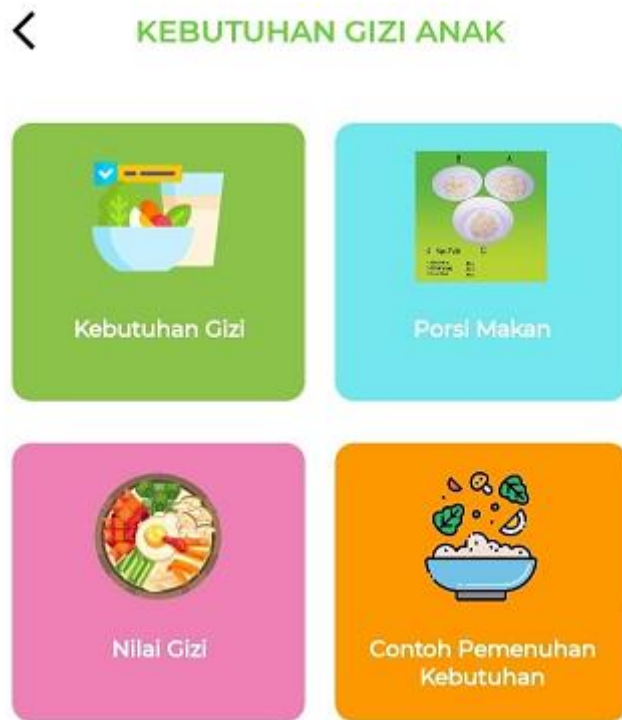 KEBUTUHAN GIZI ANAK
Kebutuhan Gizi
B A
C
Porsi Makan
Nilai Gizi
Contoh Pemenuhan
Kebutuhan